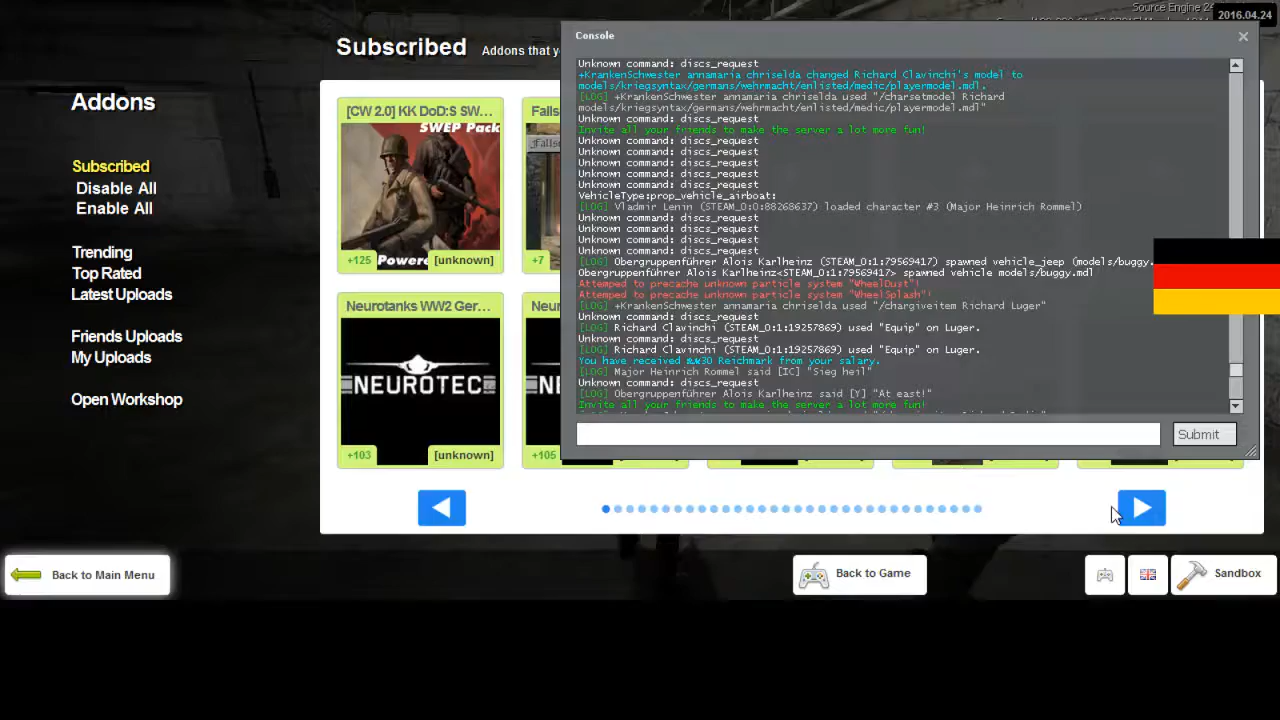 Source Engine 24
2016.04.24
Subscribed
Addons that y
Addons
Subscribed
Disable All
Enable All
Trending
Top Rated
Latest Uploads
Friends Uploads
My Uploads
Open Workshop
[CW 2.0] KK DoD:S SW...
SWEP Pack
Powere
+125
[unknown]
Falls
+7
Neurotanks WW2 Ger...
NEUROTEC
+103
[unknown]
Neur
+105
Console
Unknown command: discs_request
+KrankenSchwester annamaria chriselda changed Richard Clavinchi's model to
models/kriegsyntax/germans/wehrmacht/enlisted/medic/playermodel.mdl.
[LOG] +KrankenSchwester annamaria chriselda used "/charsetmodel Richard
models/kriegsyntax/germans/wehrmacht/enlisted/medic/playermodel.mdl"
Unknown command: discs_request
Invite all your friends to make the server a lot more fun!
Unknown command: discs_request
Unknown command: discs_request
Unknown command: discs_request
Unknown command: discs_request
Unknown command: discs_request
VehicleType:prop_vehicle_airboat:
[LOG] Vladmir Lenin (STEAM_0:0:88268637) loaded character #3 (Major Heinrich Rommel)
Unknown command: discs_request
Unknown command: discs_request
Unknown command: discs_request
Unknown command: discs_request
[LOG] Obergruppenführer Alois Karlheinz (STEAM_0:1:79569417) spawned vehicle_jeep (models/buggy.
Obergruppenführer Alois Karlheinz<STEAM_0:1:79569417> spawned vehicle models/buggy.mdl
Attemped to precache unknown particle system "WheelDust"!
Attemped to precache unknown particle system "WheelSplash"!
[LOG] +KrankenSchwester annamaria chriselda used "/chargiveitem Richard Luger"
Unknown command: discs_request
[LOG] Richard Clavinchi (STEAM_0:1:19257869) used "Equip" on Luger.
Unknown command: discs_request
[LOG] Richard Clavinchi (STEAM_0:1:19257869) used "Equip" on Luger.
You have received 30 Reichmark from your salary.
[LOG] Major Heinrich Rommel said [IC] "Sieg heil"
Unknown command: discs_request
[LOG] Obergruppenführer Alois Karlheinz said [Y] "At east!"
Invite all your friends to make the server a lot more fun!
Submit
Back to Main Menu
Back to Game
Sandbox